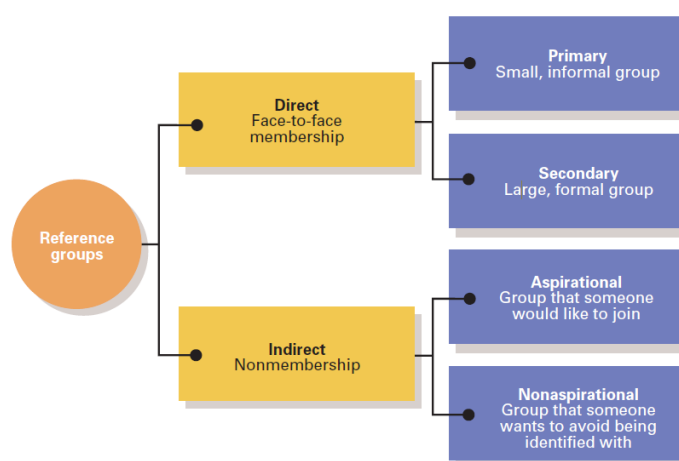 Reference
groups
Direct
Face-to-face
membership
Primary
Small, informal group
Secondary
Large, formal group
Indirect
Nonmembership
Aspirational
Group that someone
would like to join
Nonaspirational
Group that someone
wants to avoid being
identified with